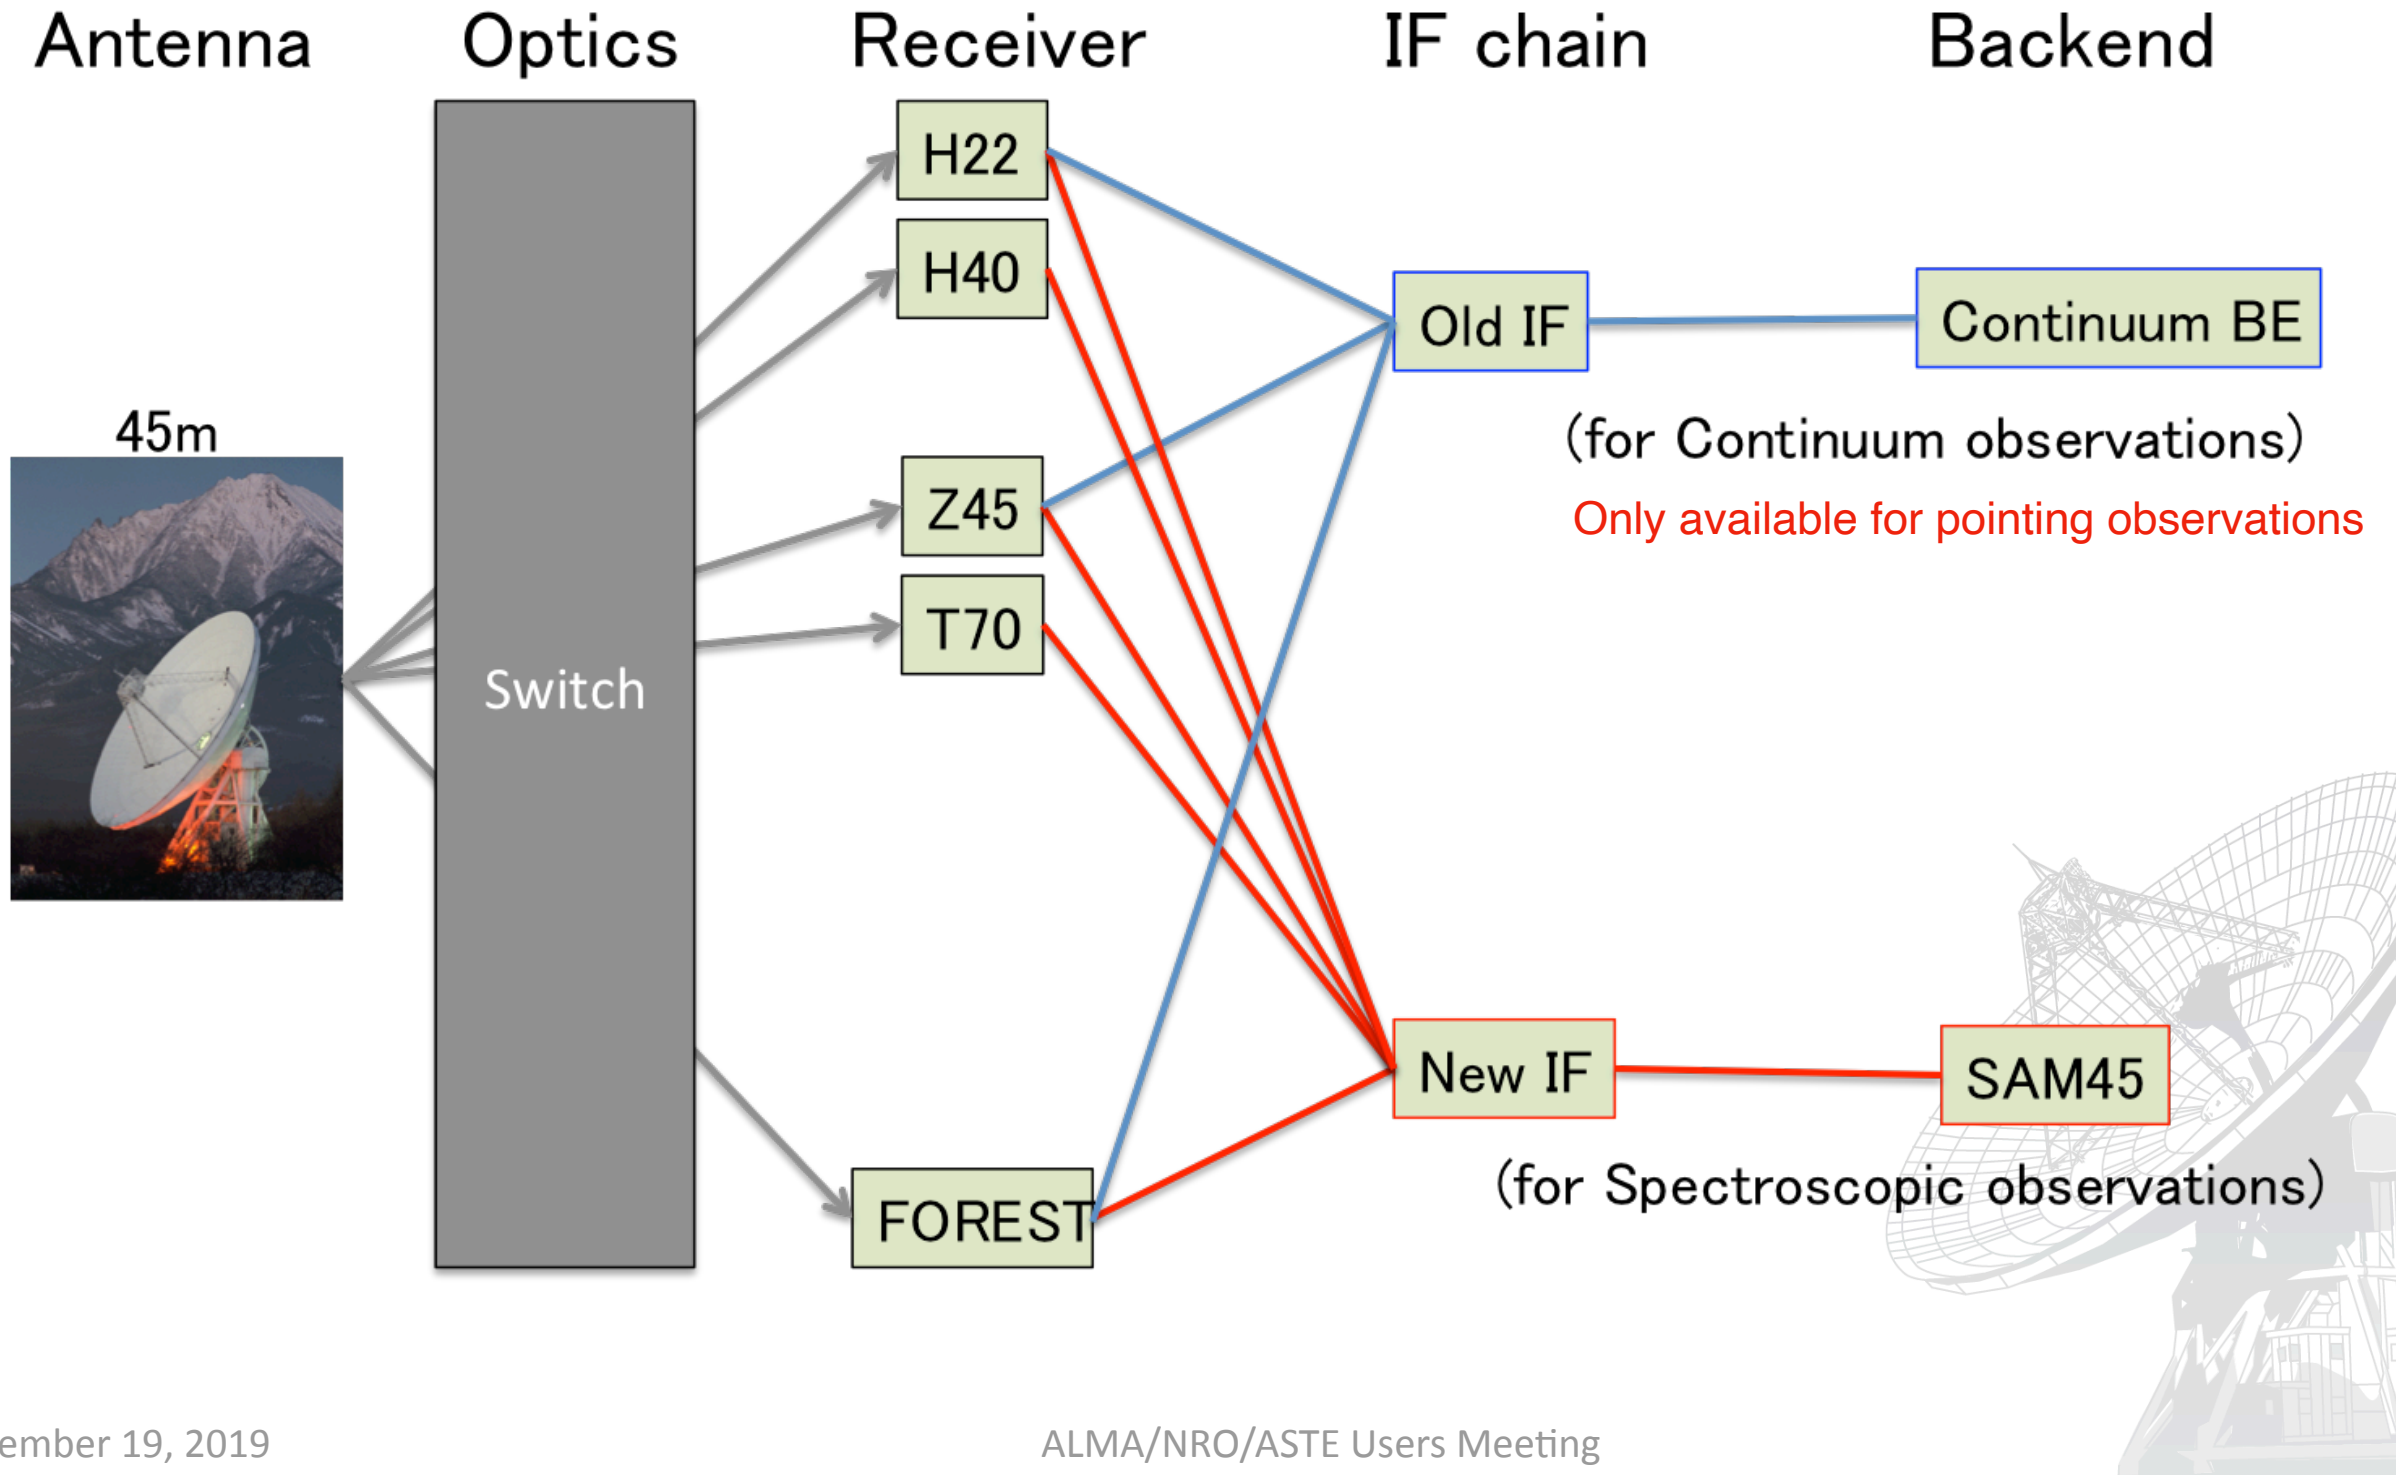 Antenna Optics Receiver IF chain Backend
H22
H40
Old IF
Continuum BE
45m
(for Continuum observations)
Z45
Only available for pointing observations
T70
Switch
New IF
SAM45
(for Spectroscopic observations)
FOREST
ember 19, 2019
ALMA/NRO/ASTE Users Meeting